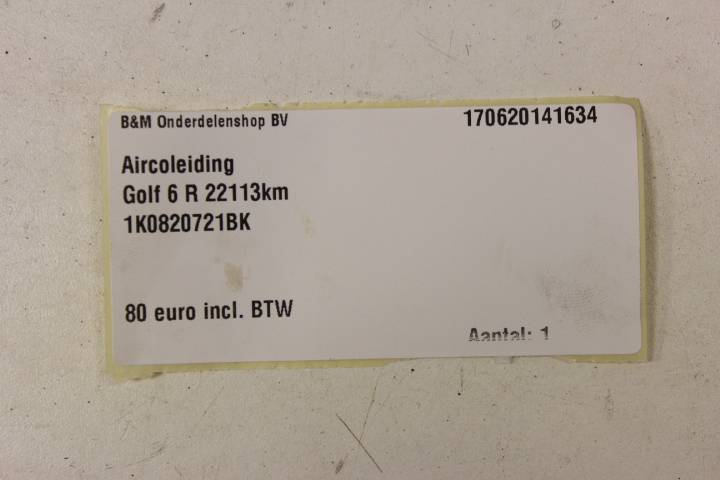 B&M Onderdelenshop BV 170620141634
Aircoleiding
Golf 6 R 22113km
1K0820721BK
80 euro incl. BTW
Aantal: 1